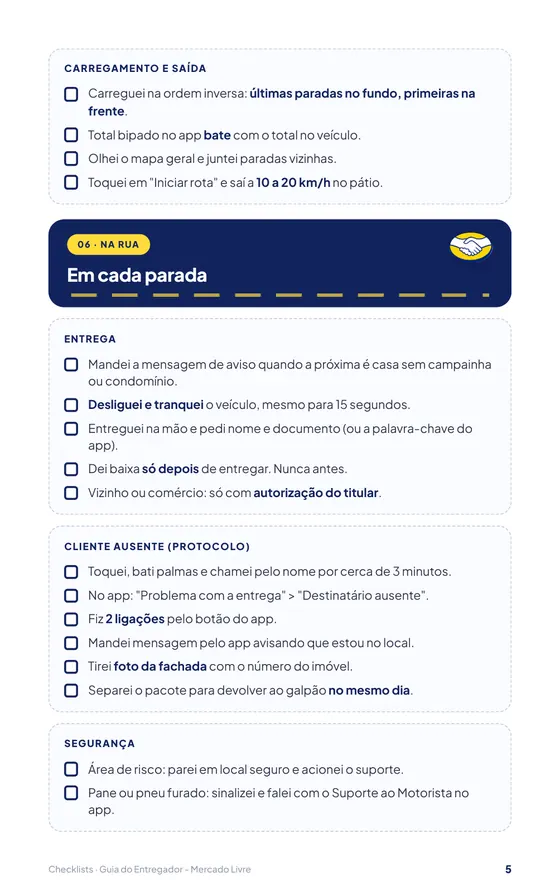 CARREGAMENTO E SAÍDA
Carreguei na ordem inversa: últimas paradas no fundo, primeiras na
frente.
Total bipado no app bate com o total no veículo.
Olhei o mapa geral e juntei paradas vizinhas.
Toquei em "Iniciar rota" e saí a 10 a 20 km/h no pátio.
06 · NA RUA
Em cada parada
ENTREGA
Mandei a mensagem de aviso quando a próxima é casa sem campainha
ou condomínio.
Desliguei e tranquei o veículo, mesmo para 15 segundos.
Entreguei na mão e pedi nome e documento (ou a palavra-chave do
app).
Dei baixa só depois de entregar. Nunca antes.
Vizinho ou comércio: só com autorização do titular.
CLIENTE AUSENTE (PROTOCOLO)
Toquei, bati palmas e chamei pelo nome por cerca de 3 minutos.
No app: "Problema com a entrega" > "Destinatário ausente".
Fiz 2 ligações pelo botão do app.
Mandei mensagem pelo app avisando que estou no local.
Tirei foto da fachada com o número do imóvel.
Separei o pacote para devolver ao galpão no mesmo dia.
SEGURANÇA
Área de risco: parei em local seguro e acionei o suporte.
Pane ou pneu furado: sinalizei e falei com o Suporte ao Motorista no
app.
Checklists · Guia do Entregador - Mercado Livre
5